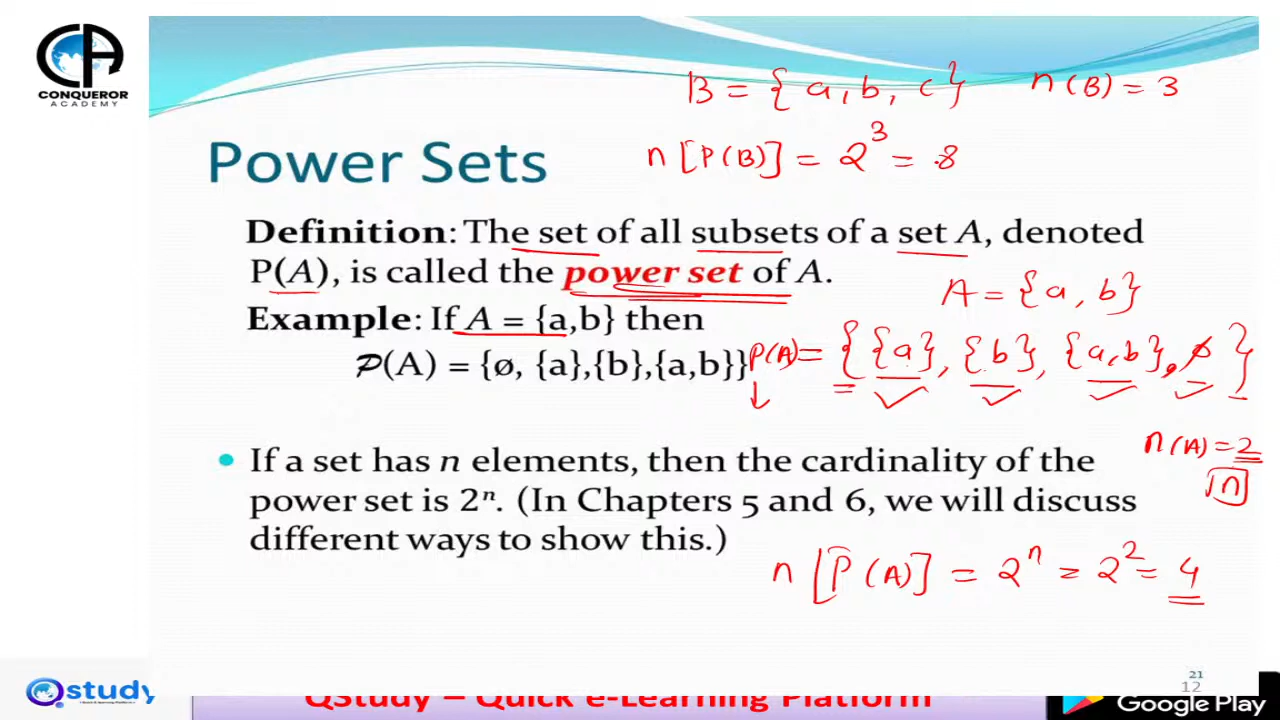 CONQUEROR
ACADEMY
B = {a, b, c} n(B) = 3
n[P(B)] = 2³ = 8
Power Sets
Definition: The set of all subsets of a set A, denoted
P(A), is called the power set of A.
A = {a, b}
Example: If A = {a,b} then
𝒫(A) = {ø, {a},{b},{a,b}}
P(A) = {{a}, {b}, {a,b}, ø}
n(A) = 2
n
If a set has n elements, then the cardinality of the
power set is 2ⁿ. (In Chapters 5 and 6, we will discuss
different ways to show this.)
n[P(A)] = 2ⁿ = 2² = 4
21
12
Qstudy
QStudy – Quick e-Learning Platform
Google Play